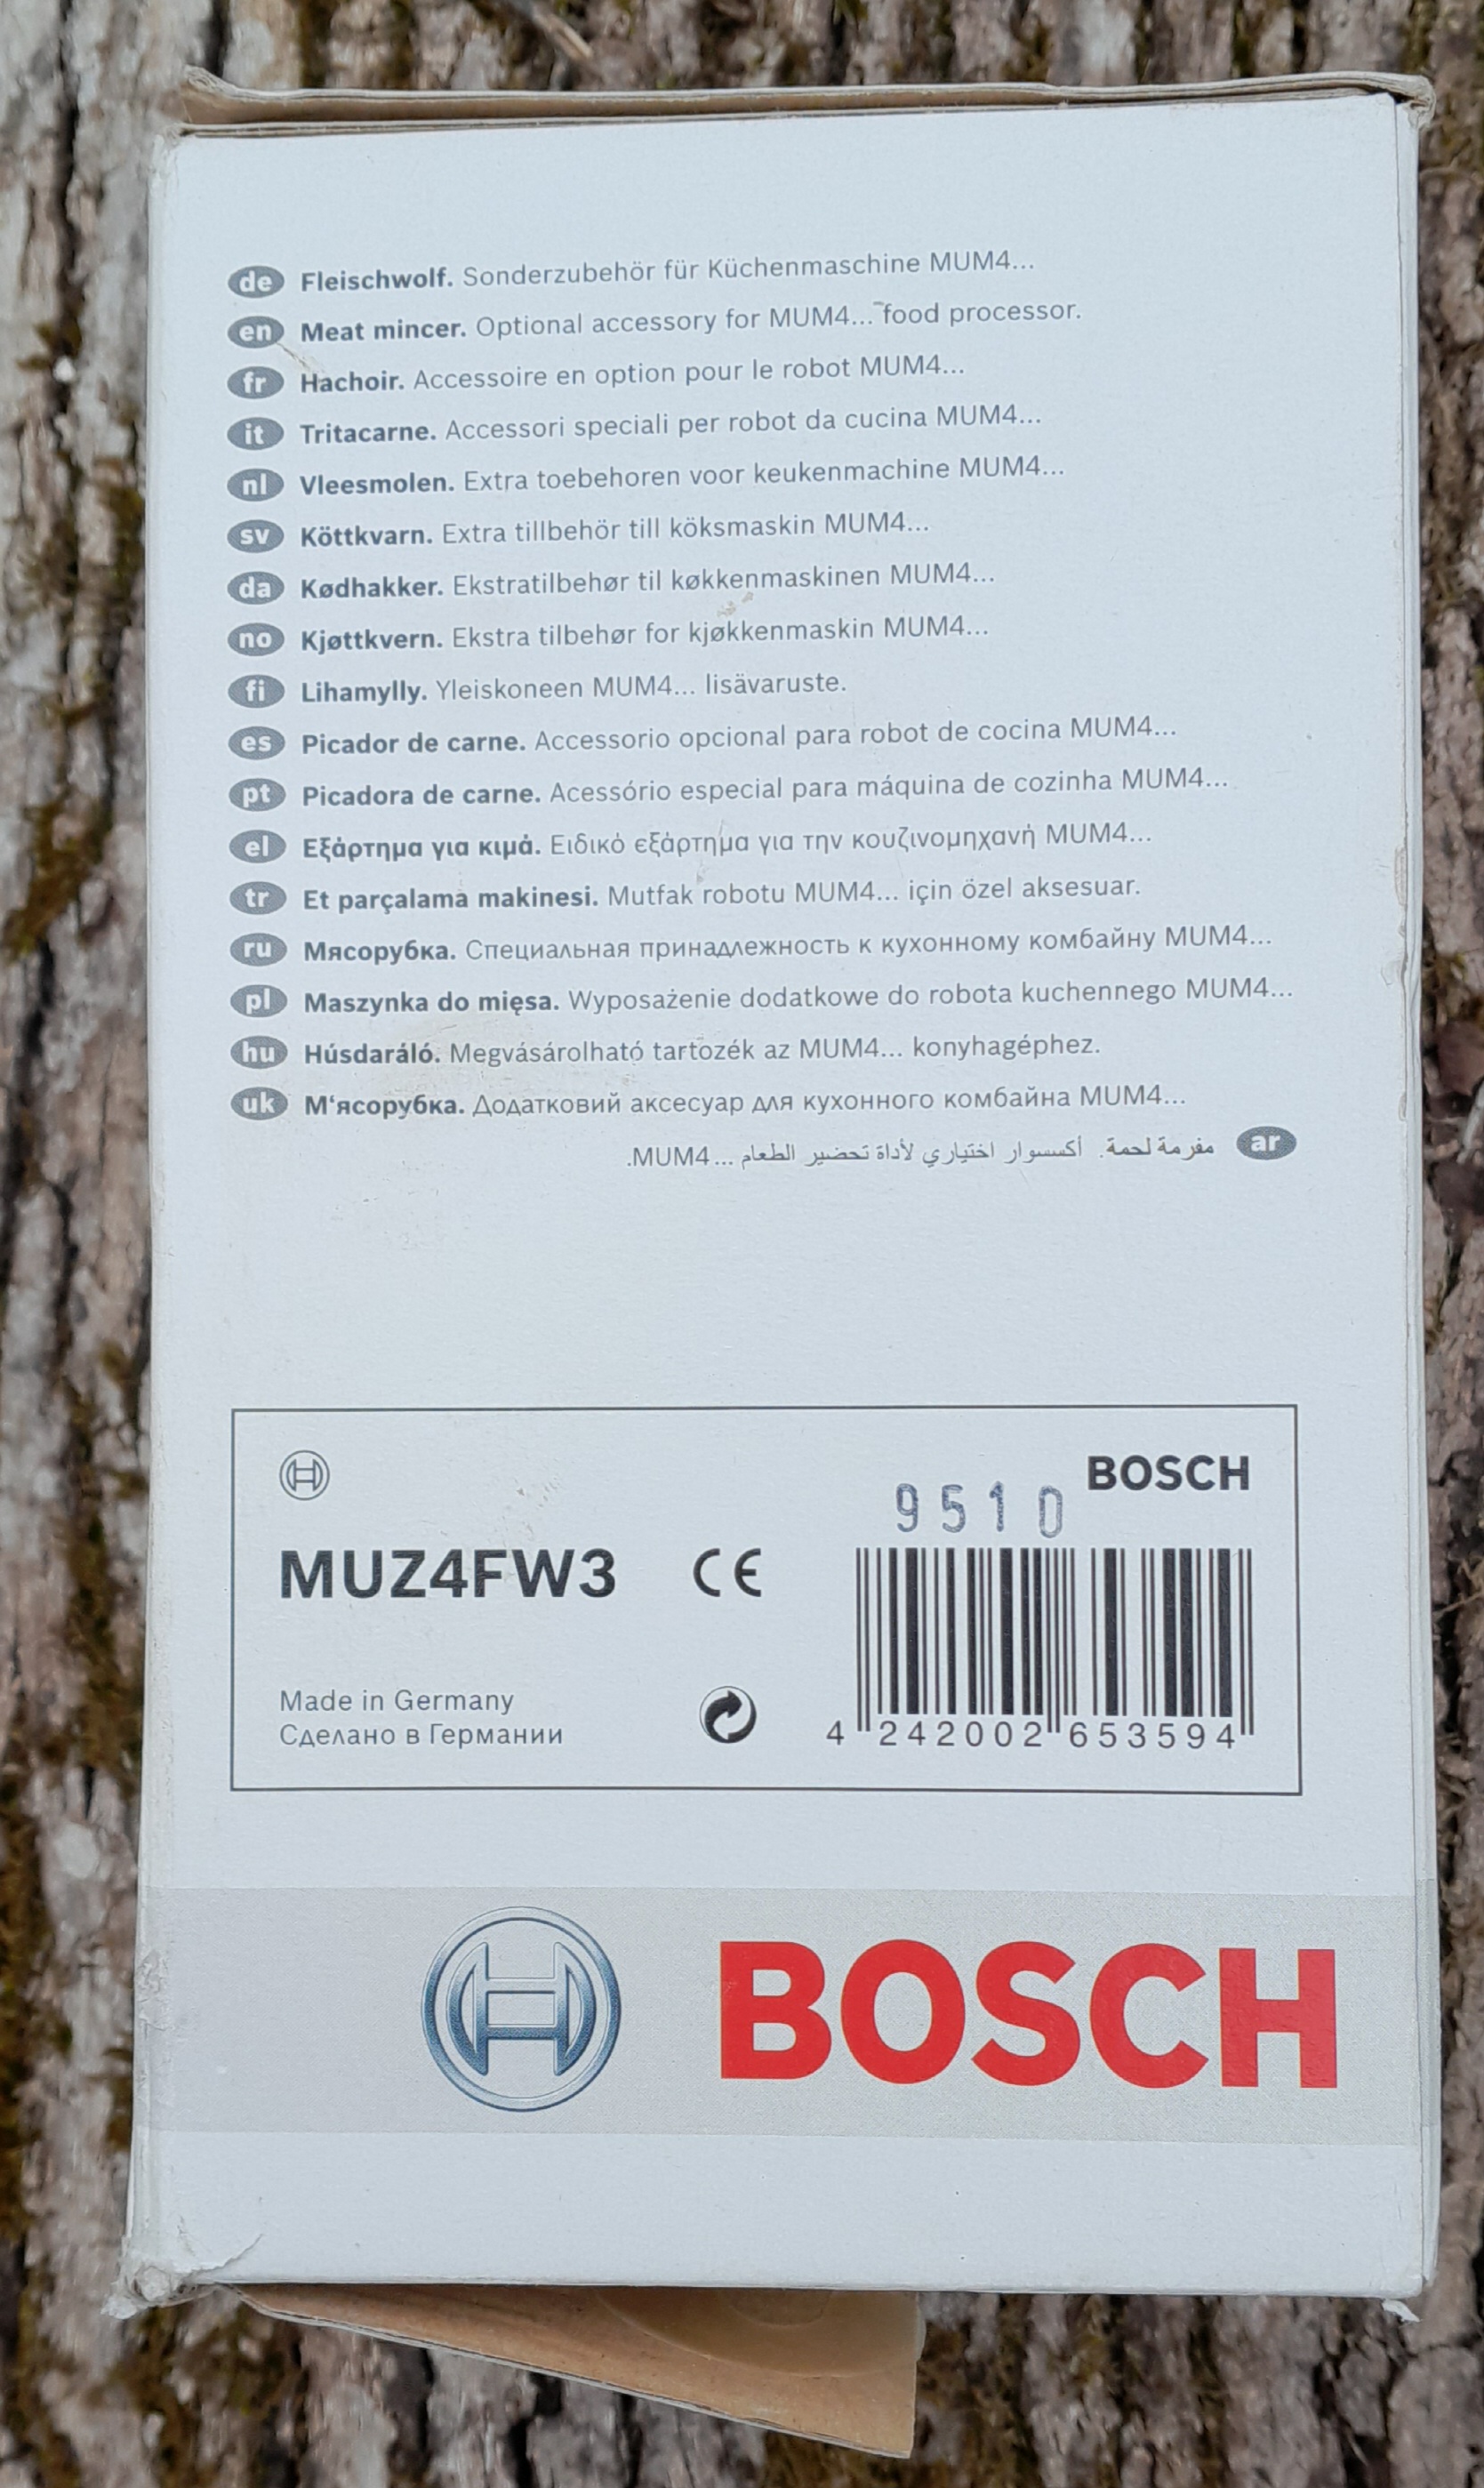 de Fleischwolf. Sonderzubehör für Küchenmaschine MUM4...
en Meat mincer. Optional accessory for MUM4... food processor.
fr Hachoir. Accessoire en option pour le robot MUM4...
it Tritacarne. Accessori speciali per robot da cucina MUM4...
nl Vleesmolen. Extra toebehoren voor keukenmachine MUM4...
sv Köttkvarn. Extra tillbehör till köksmaskin MUM4...
da Kødhakker. Ekstratilbehør til køkkenmaskinen MUM4...
no Kjøttkvern. Ekstra tilbehør for kjøkkenmaskin MUM4...
fi Lihamylly. Yleiskoneen MUM4... lisävaruste.
es Picador de carne. Accessorio opcional para robot de cocina MUM4...
pt Picadora de carne. Acessório especial para máquina de cozinha MUM4...
el Εξάρτημα για κιμά. Ειδικό εξάρτημα για την κουζινομηχανή MUM4...
tr Et parçalama makinesi. Mutfak robotu MUM4... için özel aksesuar.
ru Мясорубка. Специальная принадлежность к кухонному комбайну MUM4...
pl Maszynka do mięsa. Wyposażenie dodatkowe do robota kuchennego MUM4...
hu Húsdaráló. Megvásárolható tartozék az MUM4... konyhagéphez.
uk М‘ясорубка. Додатковий аксесуар для кухонного комбайна MUM4...
ar مفرمة لحمة. أكسسوار اختياري لأداة تحضير الطعام MUM4...
BOSCH
9510
MUZ4FW3 CE
Made in Germany
Сделано в Германии
4 242002 653594
BOSCH